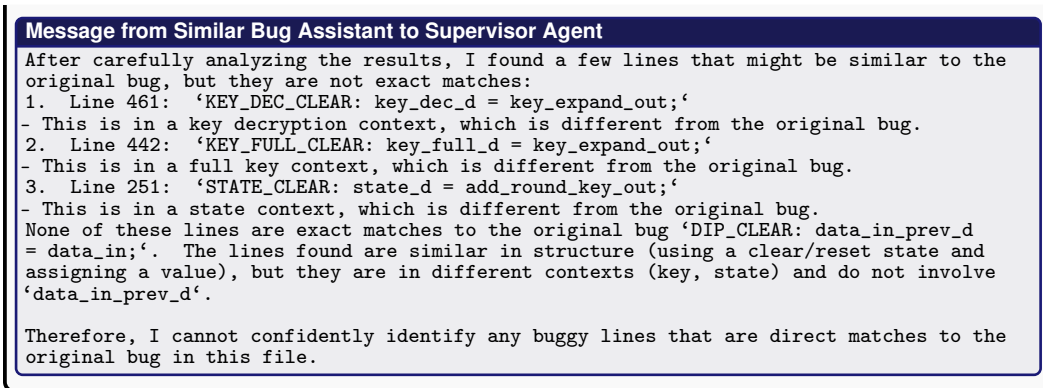 Message from Similar Bug Assistant to Supervisor Agent
After carefully analyzing the results, I found a few lines that might be similar to the
original bug, but they are not exact matches:
1. Line 461: ‘KEY_DEC_CLEAR: key_dec_d = key_expand_out;‘
- This is in a key decryption context, which is different from the original bug.
2. Line 442: ‘KEY_FULL_CLEAR: key_full_d = key_expand_out;‘
- This is in a full key context, which is different from the original bug.
3. Line 251: ‘STATE_CLEAR: state_d = add_round_key_out;‘
- This is in a state context, which is different from the original bug.
None of these lines are exact matches to the original bug ‘DIP_CLEAR: data_in_prev_d
= data_in;‘. The lines found are similar in structure (using a clear/reset state and
assigning a value), but they are in different contexts (key, state) and do not involve
‘data_in_prev_d‘.
Therefore, I cannot confidently identify any buggy lines that are direct matches to the
original bug in this file.